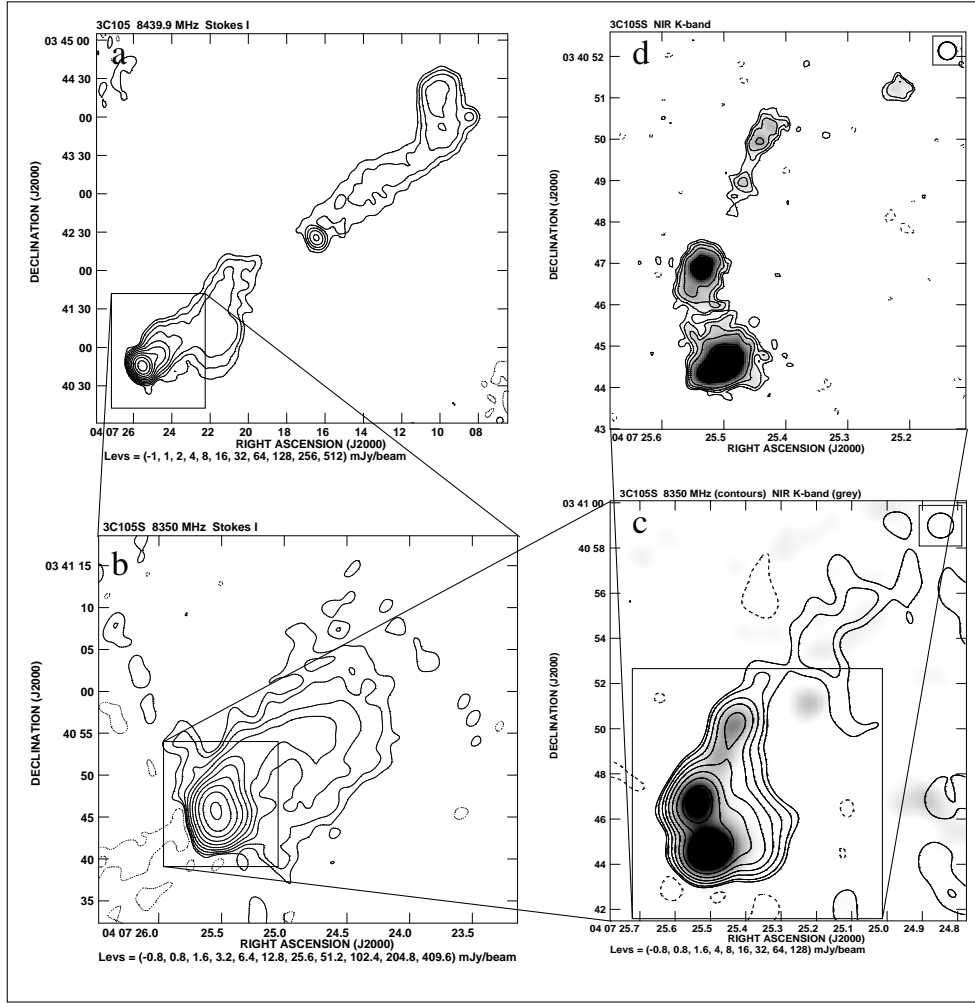 3C105 8439.9 MHz Stokes I
a
03 45 00
44 30
00
43 30
00
42 30
00
41 30
00
40 30
DECLINATION (J2000)
04 07 26 24 22 20 18 16 14 12 10 08
RIGHT ASCENSION (J2000)
Levs = (-1, 1, 2, 4, 8, 16, 32, 64, 128, 256, 512) mJy/beam
3C105S NIR K-band
d
03 40 52
51
50
49
48
47
46
45
44
43
DECLINATION (J2000)
04 07 25.6 25.5 25.4 25.3 25.2
RIGHT ASCENSION (J2000)
3C105S 8350 MHz Stokes I
b
03 41 15
10
05
00
40 55
50
45
40
35
DECLINATION (J2000)
04 07 26.0 25.5 25.0 24.5 24.0 23.5
RIGHT ASCENSION (J2000)
Levs = (-0.8, 0.8, 1.6, 3.2, 6.4, 12.8, 25.6, 51.2, 102.4, 204.8, 409.6) mJy/beam
3C105S 8350 MHz (contours) NIR K-band (grey)
c
03 41 00
40 58
56
54
52
50
48
46
44
42
DECLINATION (J2000)
04 07 25.7 25.6 25.5 25.4 25.3 25.2 25.1 25.0 24.9 24.8
RIGHT ASCENSION (J2000)
Levs = (-0.8, 0.8, 1.6, 4, 8, 16, 32, 64, 128) mJy/beam